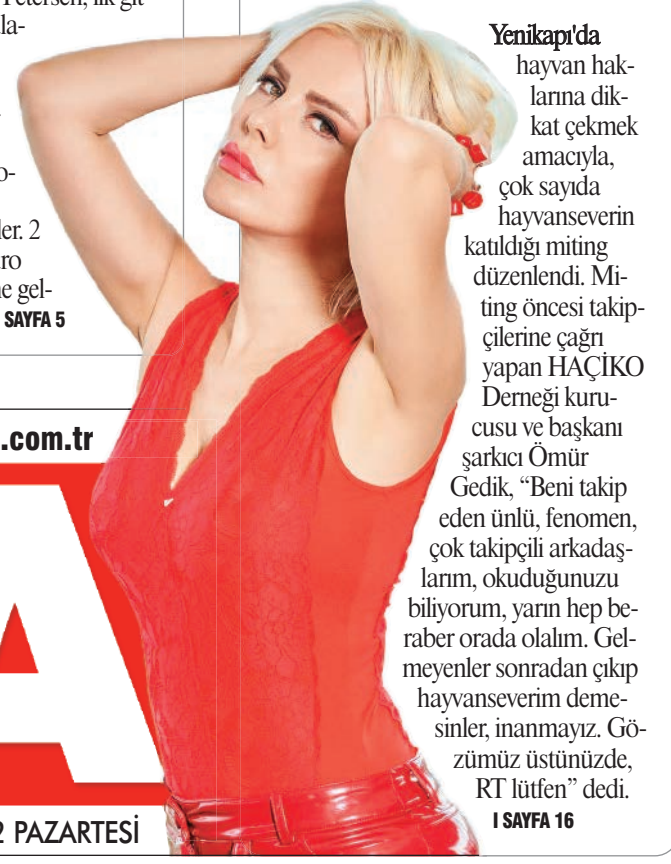 Petersen, ilk git
ula-
o-
ler. 2
uro
ne gel-
SAYFA 5
.com.tr
A
2 PAZARTESİ
Yenikapı'da
hayvan hak-
larına dik-
kat çekmek
amacıyla,
çok sayıda
hayvanseverin
katıldığı miting
düzenlendi. Mi-
ting öncesi takip-
çilerine çağrı
yapan HAÇİKO
Derneği kuru-
cusu ve başkanı
şarkıcı Ömür
Gedik, “Beni takip
eden ünlü, fenomen,
çok takipçili arkadaş-
larım, okuduğunuzu
biliyorum, yarın hep be-
raber orada olalım. Gel-
meyenler sonradan çıkıp
hayvanseverim deme-
sinler, inanmayız. Gö-
zümüz üstünüzde,
RT lütfen” dedi.
I SAYFA 16